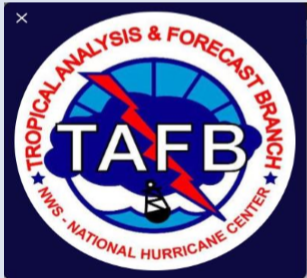 TROPICAL ANALYSIS & FORECAST BRANCH
TAFB
NWS - NATIONAL HURRICANE CENTER